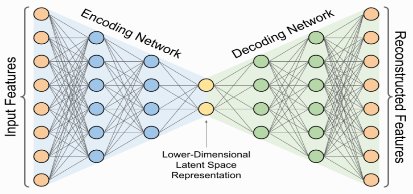 Input Features
Encoding Network
Decoding Network
Reconstructed Features
Lower-Dimensional
Latent Space
Representation